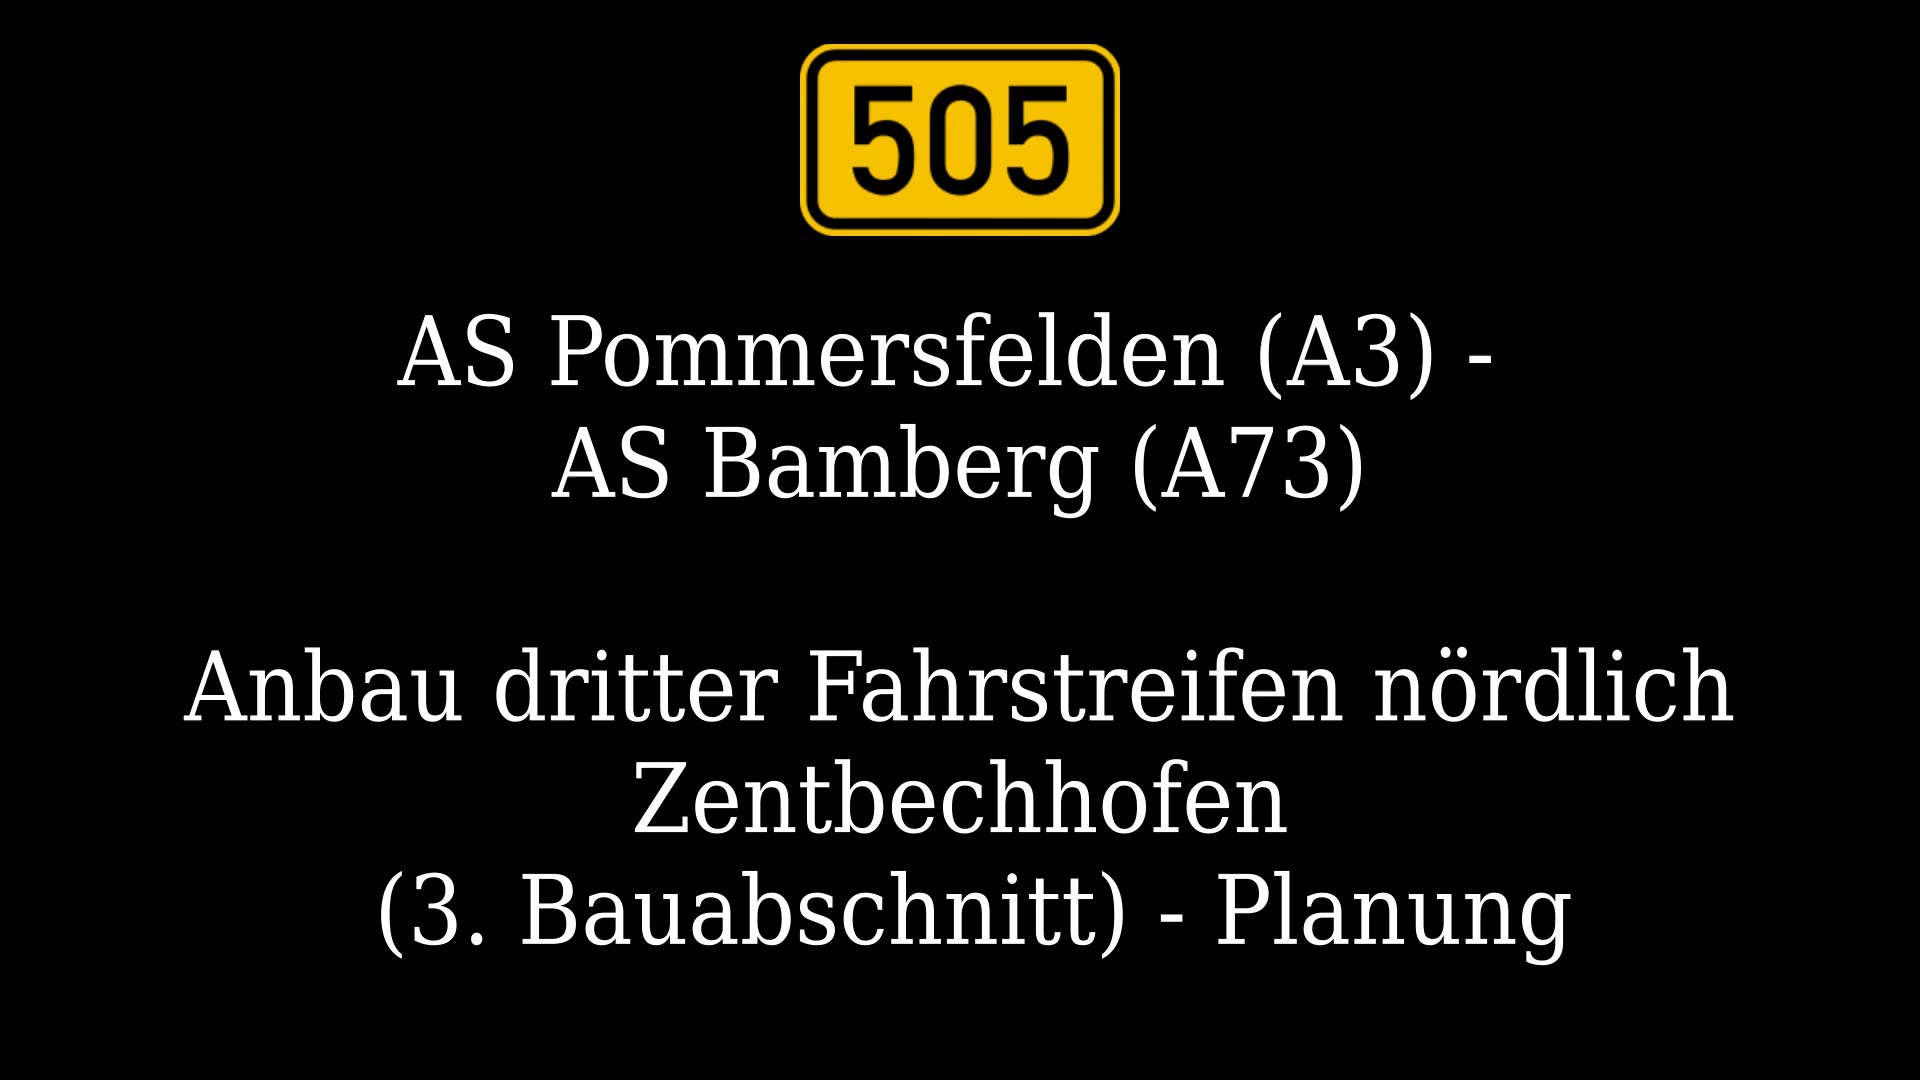 505
AS Pommersfelden (A3) -
AS Bamberg (A73)
Anbau dritter Fahrstreifen nördlich
Zentbechhofen
(3. Bauabschnitt) - Planung